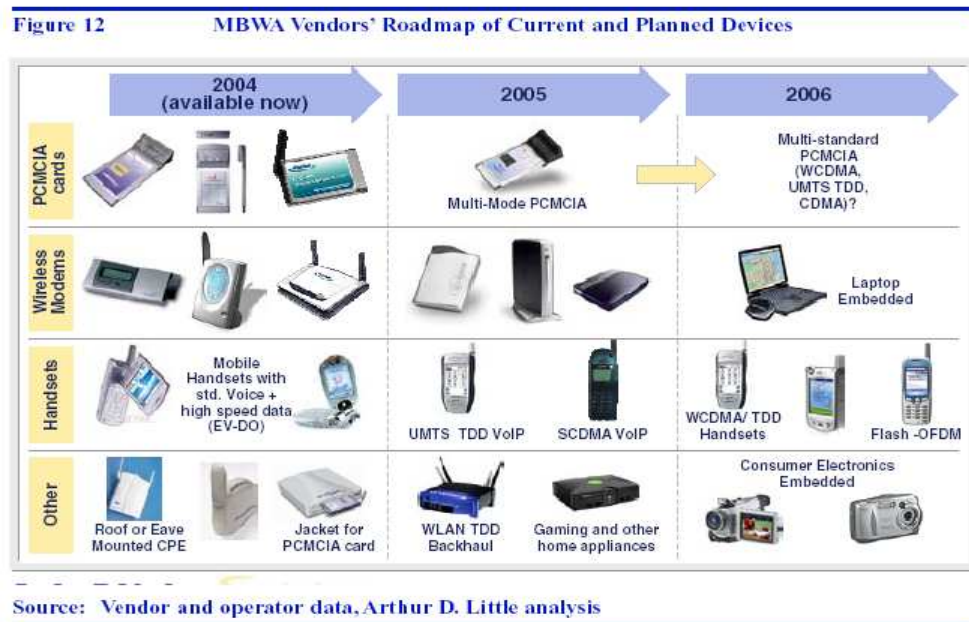 Figure 12 MBWA Vendors' Roadmap of Current and Planned Devices
2004
(available now)
2005
2006
PCMCIA
cards
Multi-Mode PCMCIA
Multi-standard
PCMCIA
(WCDMA,
UMTS TDD,
CDMA)?
Wireless
Modems
Laptop
Embedded
Handsets
Mobile
Handsets with
std. Voice +
high speed data
(EV-DO)
UMTS TDD VoIP
SCDMA VoIP
WCDMA/ TDD
Handsets
Flash -OFDM
Other
Roof or Eave
Mounted CPE
Jacket for
PCMCIA card
WLAN TDD
Backhaul
Gaming and other
home appliances
Consumer Electronics
Embedded
Source: Vendor and operator data, Arthur D. Little analysis